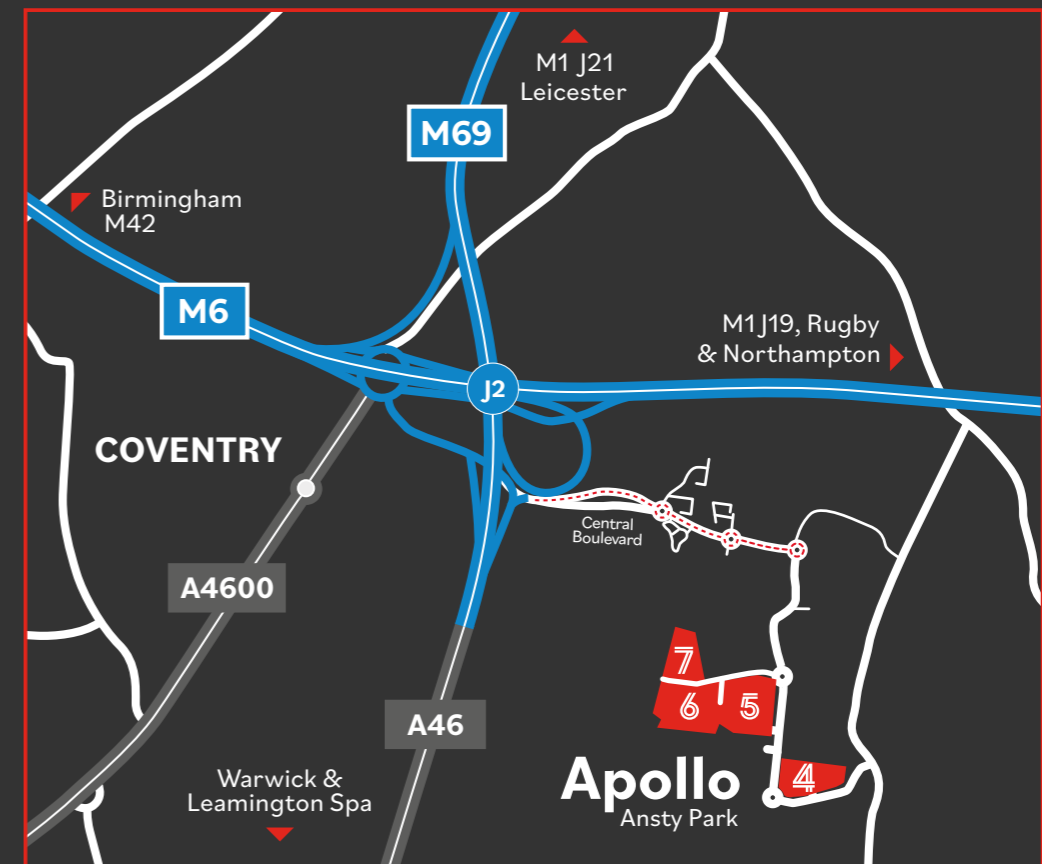 M1 J21
Leicester
M69
Birmingham
M42
M6
M1 J19, Rugby
& Northampton
J2
COVENTRY
Central
Boulevard
A4600
7
6
5
A46
Apollo
4
Ansty Park
Warwick &
Leamington Spa